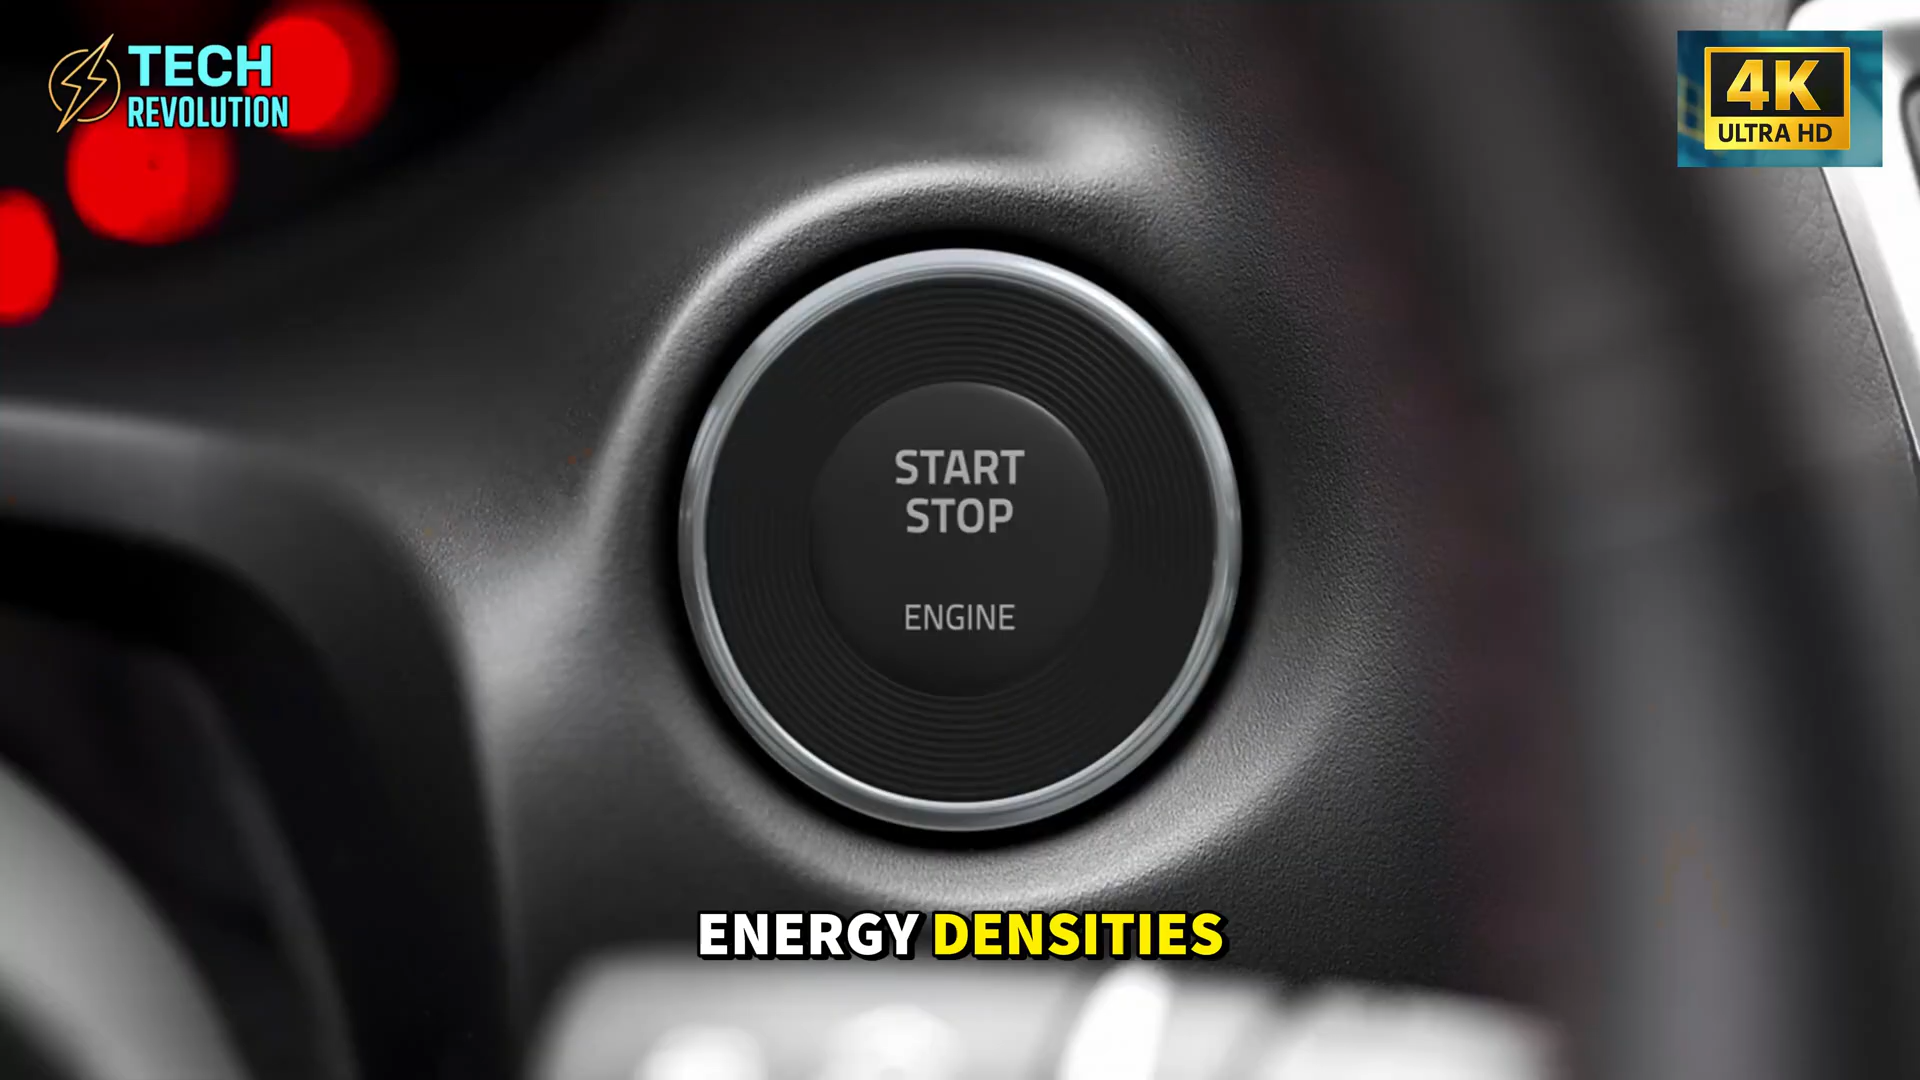 TECH
REVOLUTION
4K
ULTRA HD
START
STOP
ENGINE
ENERGY DENSITIES